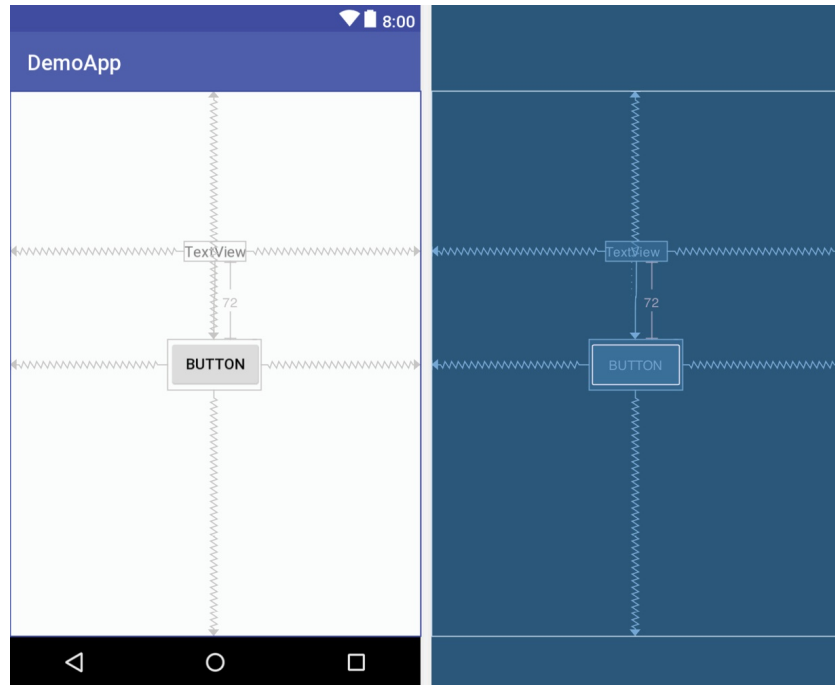 8:00
DemoApp
TextView
72
BUTTON
TextView
72
BUTTON